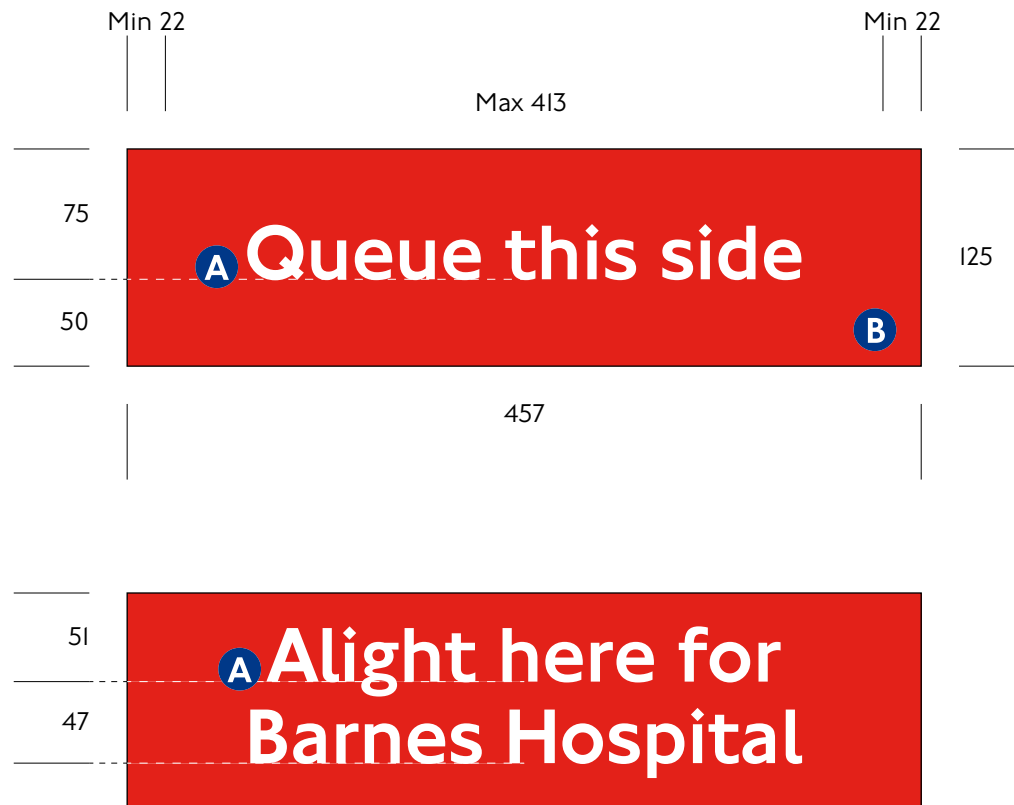 Min 22 Min 22
Max 413
75
A Queue this side
125
50
B
457
51
A Alight here for
47
Barnes Hospital